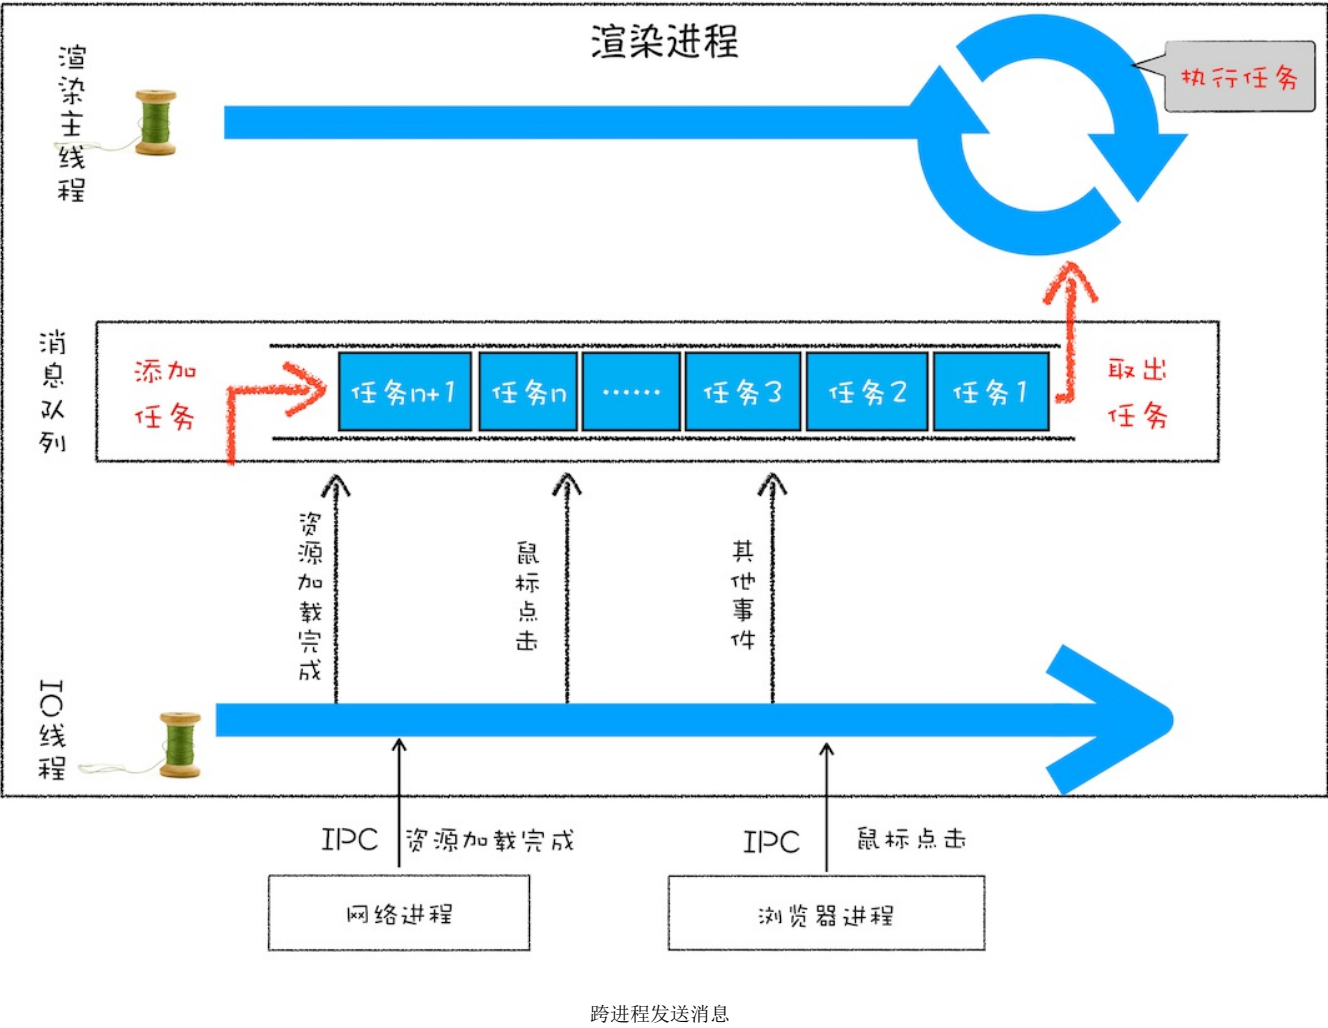 渲染进程
渲染主线程
执行任务
消息队列
添加
任务
任务n+1
任务n
……
任务3
任务2
任务1
取出
任务
资源加载完成
鼠标点击
其他事件
IO线程
IPC
资源加载完成
IPC
鼠标点击
网络进程
浏览器进程
跨进程发送消息